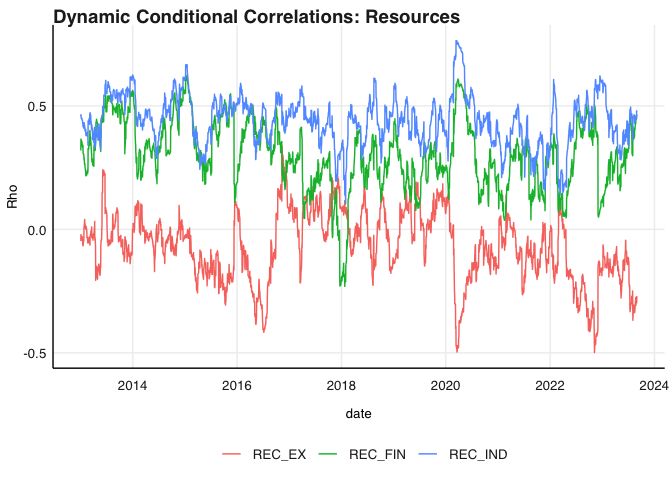 Dynamic Conditional Correlations: Resources
Rho
0.5
0.0
-0.5
2014 2016 2018 2020 2022 2024
date
REC_EX REC_FIN REC_IND